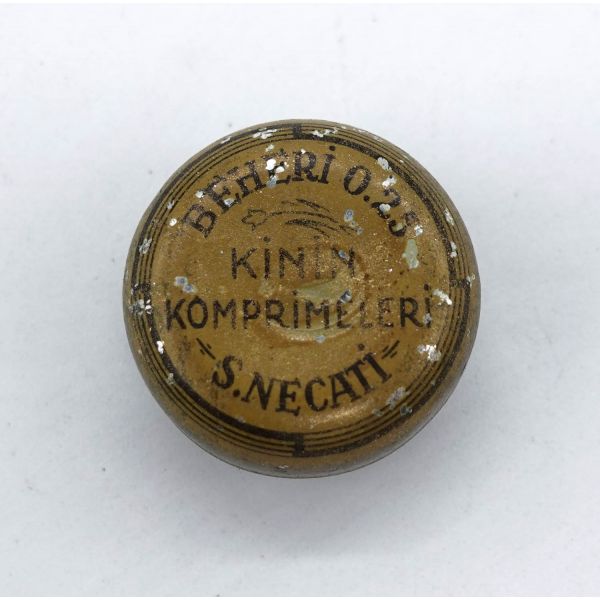 BEHERİ 0.25
KİNİN
KOMPRİMELERİ
S.NECATİ